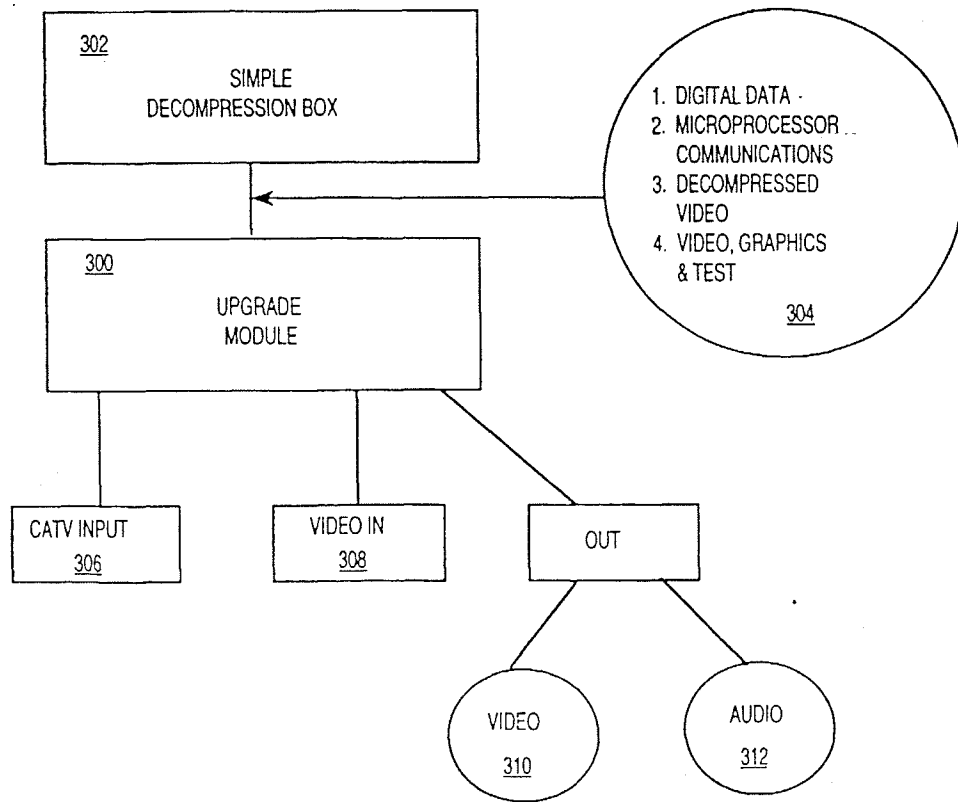 302
SIMPLE
DECOMPRESSION BOX
1. DIGITAL DATA
2. MICROPROCESSOR
COMMUNICATIONS
3. DECOMPRESSED
VIDEO
4. VIDEO, GRAPHICS
& TEST
304
300
UPGRADE
MODULE
CATV INPUT
306
VIDEO IN
308
OUT
VIDEO
310
AUDIO
312